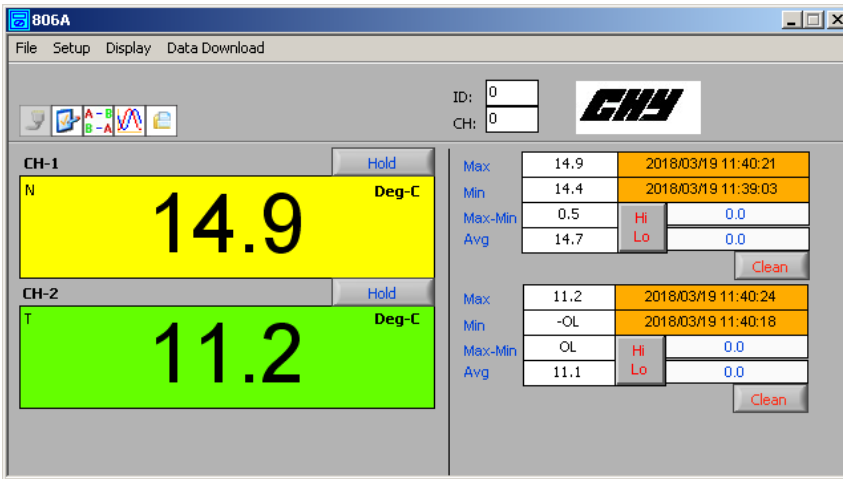 806A
File Setup Display Data Download
ID: 0
CH: 0
CHY
A - B
B - A
CH-1 Hold
N Deg-C
14.9
Max 14.9 2018/03/19 11:40:21
Min 14.4 2018/03/19 11:39:03
Max-Min 0.5 Hi 0.0
Avg 14.7 Lo 0.0
Clean
CH-2 Hold
T Deg-C
11.2
Max 11.2 2018/03/19 11:40:24
Min -OL 2018/03/19 11:40:18
Max-Min OL Hi 0.0
Avg 11.1 Lo 0.0
Clean